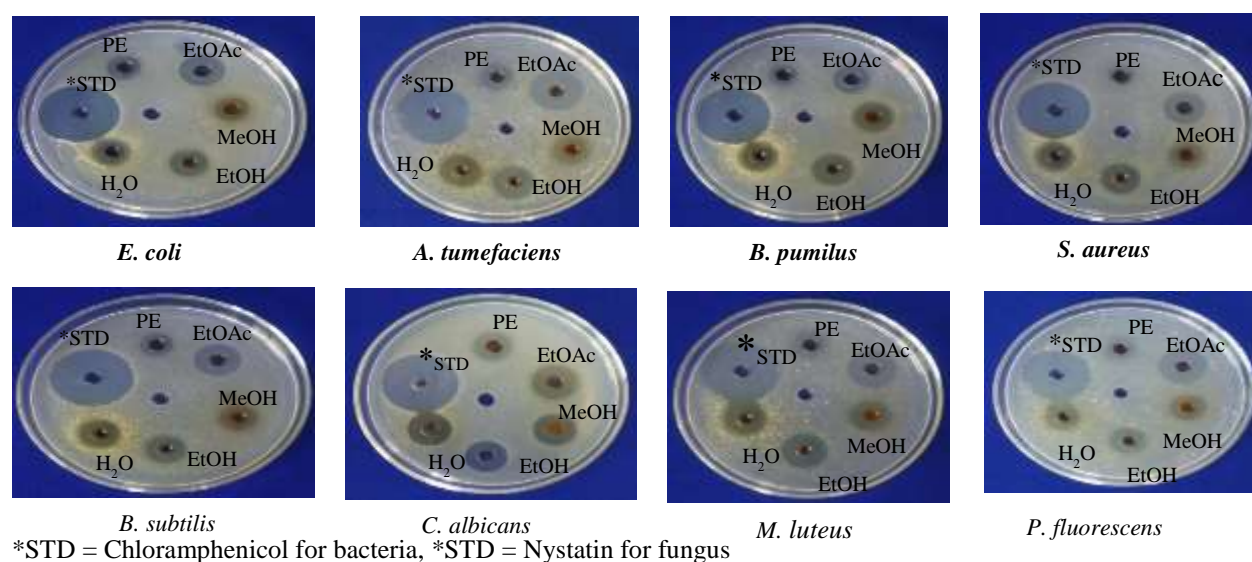 PE
EtOAc
*STD
MeOH
H₂O
EtOH
E. coli
PE
EtOAc
*STD
MeOH
H₂O
EtOH
A. tumefaciens
PE
EtOAc
*STD
MeOH
H₂O
EtOH
B. pumilus
*STD
PE
EtOAc
MeOH
H₂O
EtOH
S. aureus
*STD
PE
EtOAc
MeOH
H₂O
EtOH
B. subtilis
PE
*STD
EtOAc
MeOH
H₂O
EtOH
C. albicans
PE
*STD
EtOAc
MeOH
H₂O
EtOH
M. luteus
PE
*STD
EtOAc
MeOH
H₂O
EtOH
P. fluorescens
*STD = Chloramphenicol for bacteria, *STD = Nystatin for fungus